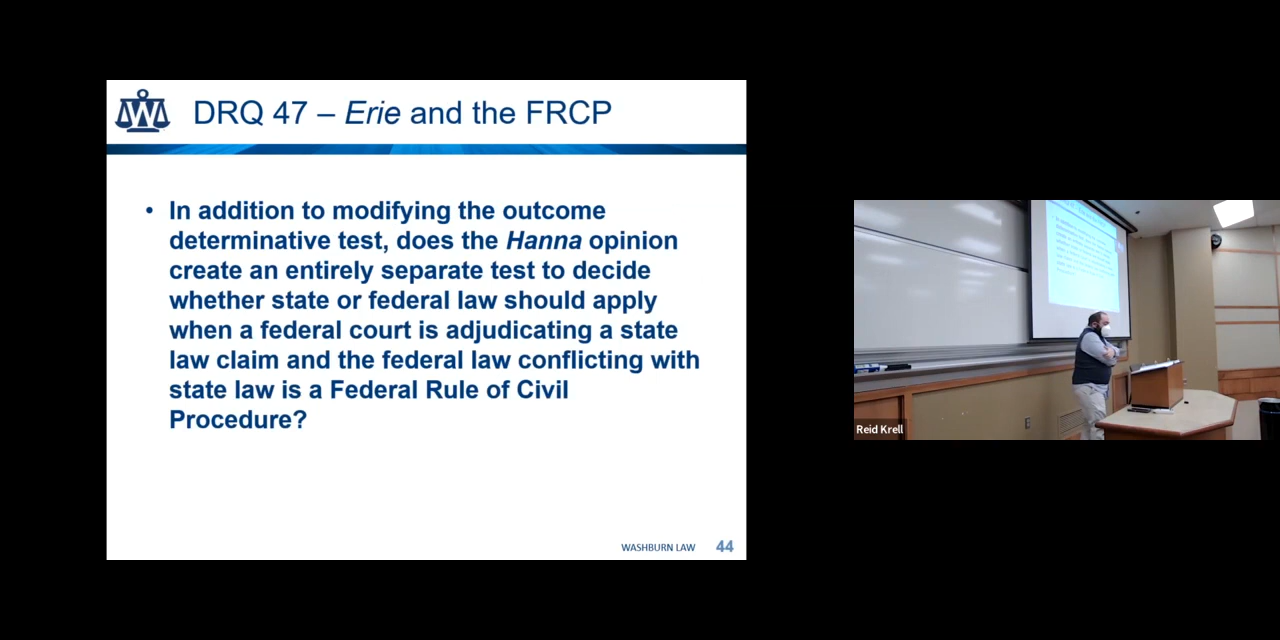 DRQ 47 – Erie and the FRCP
• In addition to modifying the outcome
determinative test, does the Hanna opinion
create an entirely separate test to decide
whether state or federal law should apply
when a federal court is adjudicating a state
law claim and the federal law conflicting with
state law is a Federal Rule of Civil
Procedure?
WASHBURN LAW 44
Reid Krell